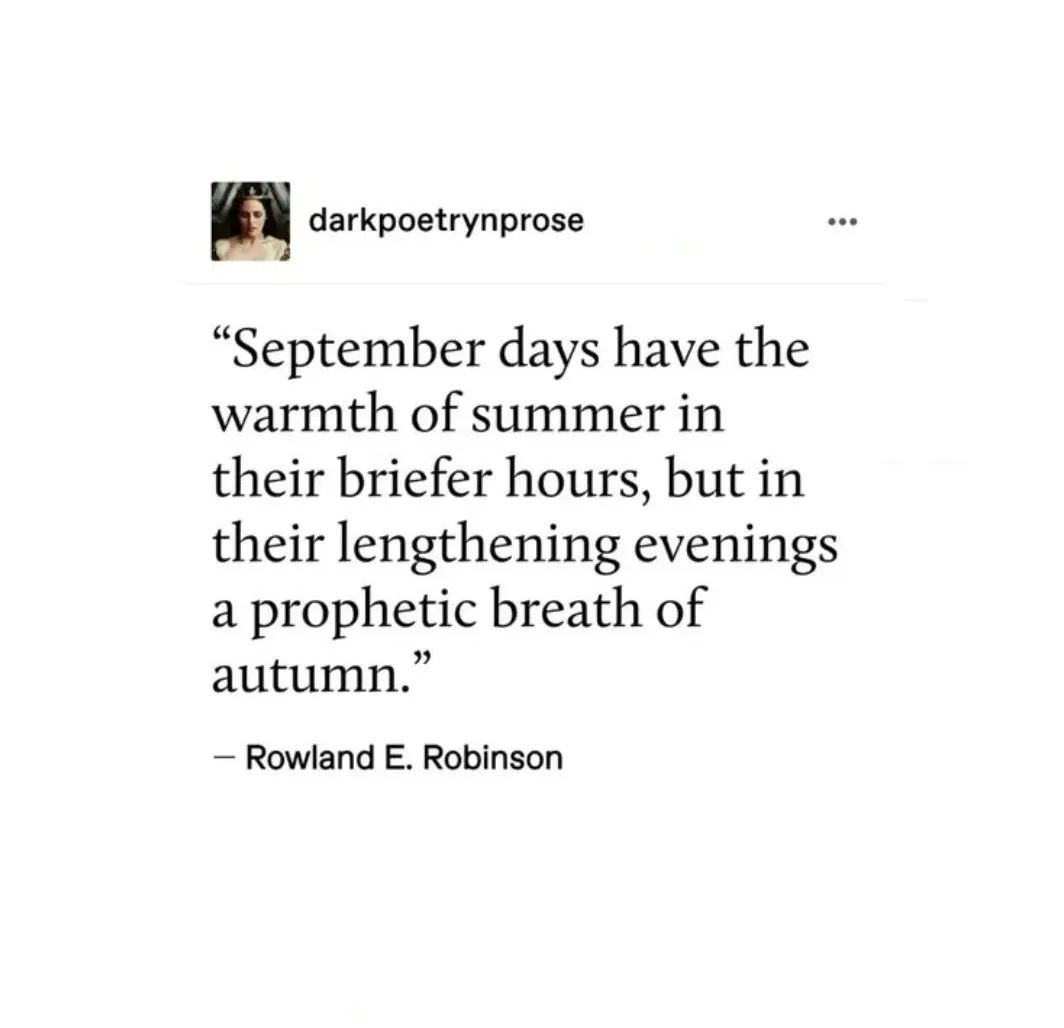 darkpoetrynprose
“September days have the
warmth of summer in
their briefer hours, but in
their lengthening evenings
a prophetic breath of
autumn.”
— Rowland E. Robinson